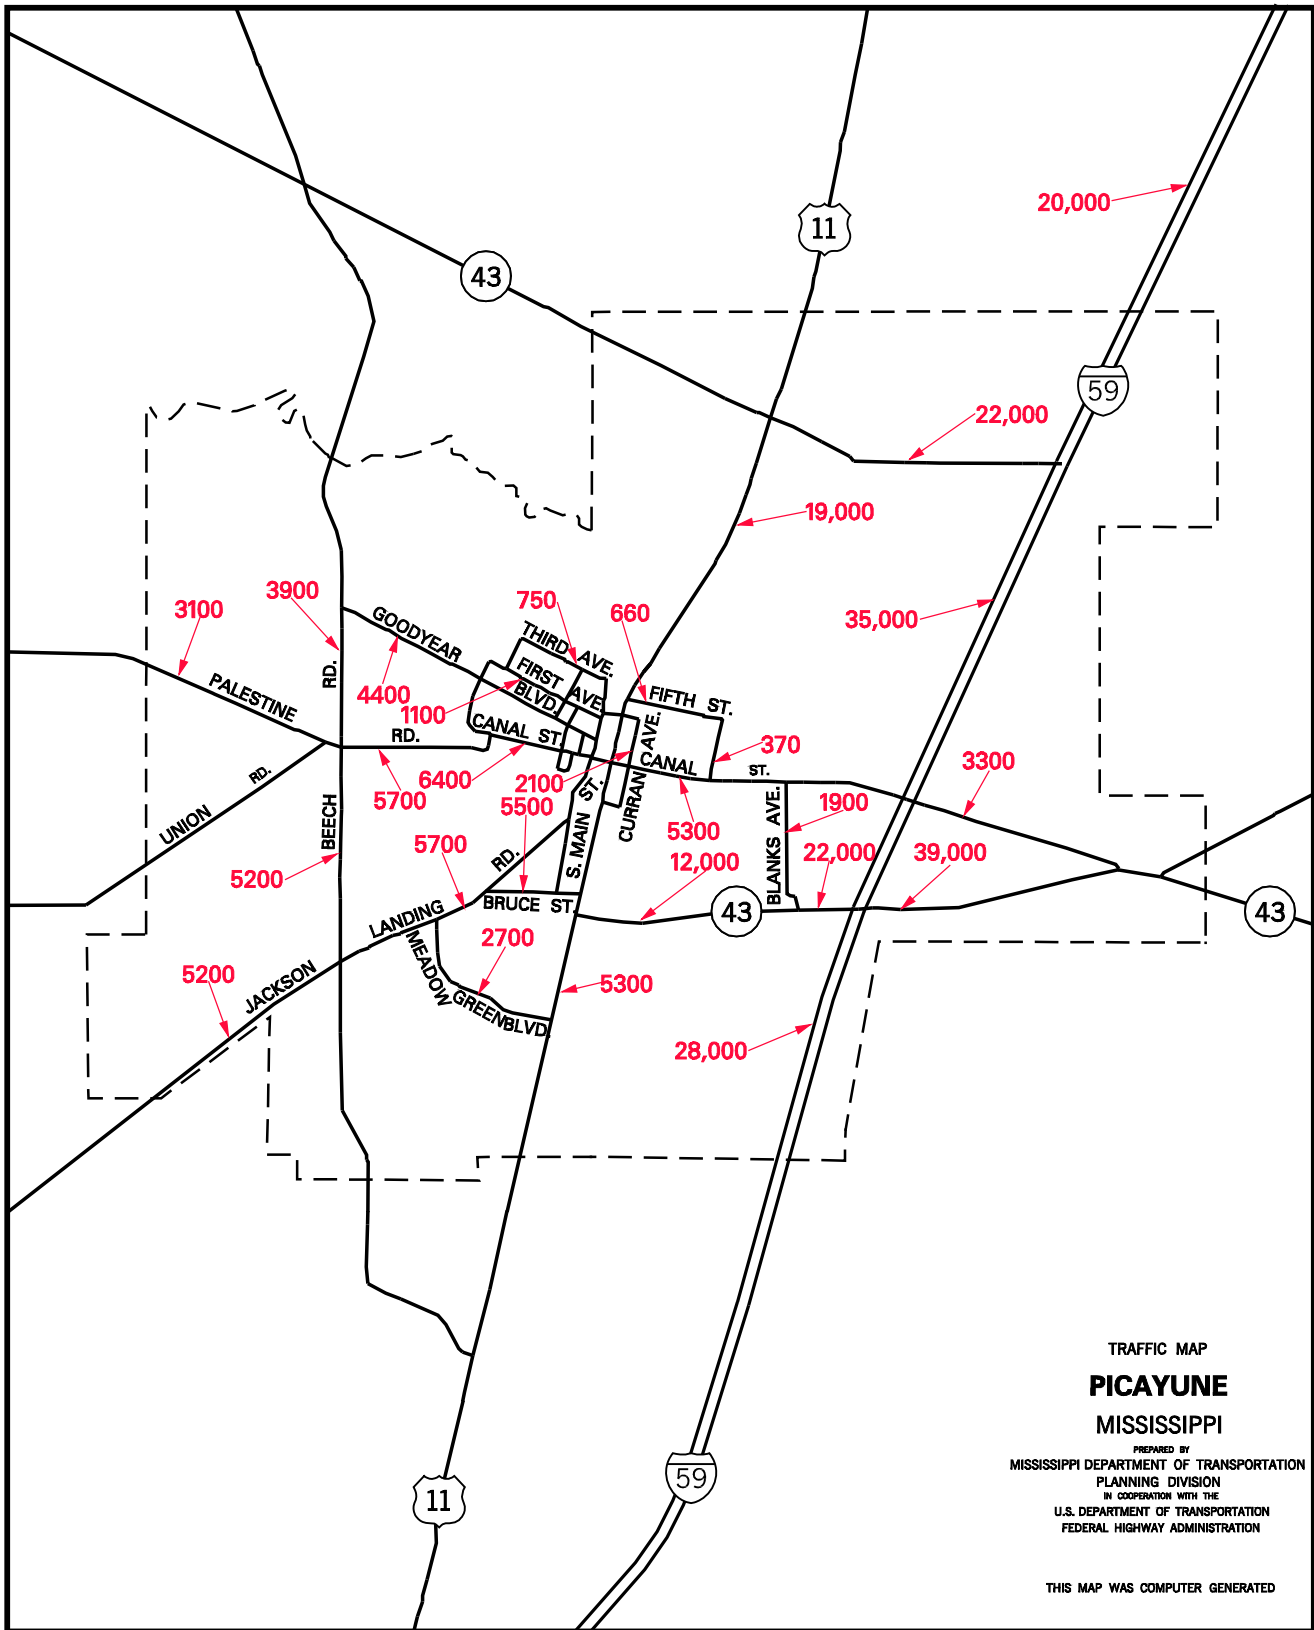 20,000
11
43
59
22,000
19,000
3900
3100
750
660
35,000
GOODYEAR
BLVD.
THIRD AVE.
FIRST AVE.
RD.
PALESTINE
RD.
4400
1100
FIFTH ST.
CANAL ST.
CURRAN AVE.
CANAL
ST.
370
3300
6400
2100
5700
5500
UNION
RD.
BEECH
5700
RD.
S. MAIN ST.
5300
1900
BLANKS AVE.
12,000
22,000
39,000
5200
BRUCE ST.
43
43
LANDING
JACKSON
MEADOW
GREEN BLVD.
2700
5200
5300
28,000
59
11
TRAFFIC MAP
PICAYUNE
MISSISSIPPI
PREPARED BY
MISSISSIPPI DEPARTMENT OF TRANSPORTATION
PLANNING DIVISION
IN COOPERATION WITH THE
U.S. DEPARTMENT OF TRANSPORTATION
FEDERAL HIGHWAY ADMINISTRATION
THIS MAP WAS COMPUTER GENERATED